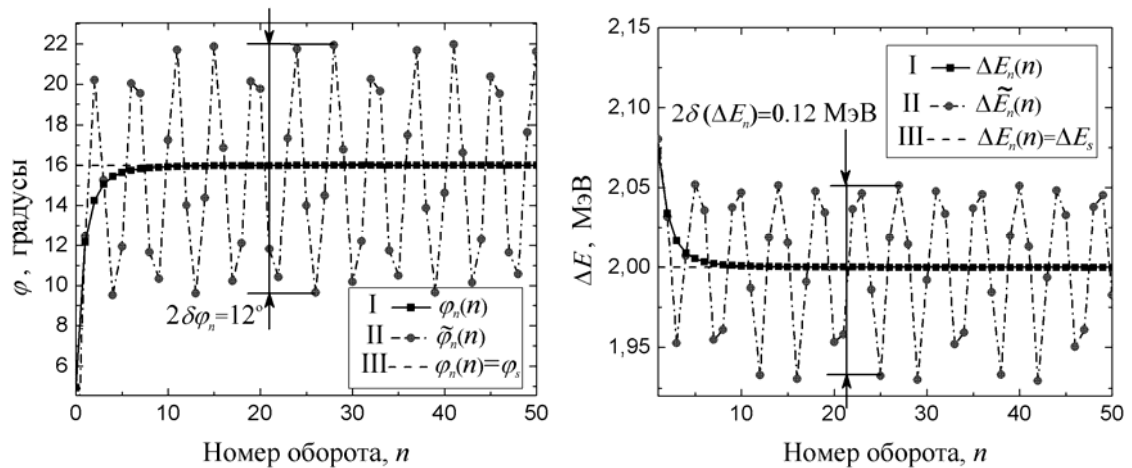 φ, градусы
22
20
18
16
14
12
10
8
6
2δφₙ=12°
I φₙ(n)
II φ̃ₙ(n)
III φₙ(n)=φₛ
0 10 20 30 40 50
Номер оборота, n
ΔE, МэВ
2,15
2,10
2,05
2,00
1,95
2δ(ΔEₙ)=0.12 МэВ
I ΔEₙ(n)
II ΔẼₙ(n)
III ΔEₙ(n)=ΔEₛ
10 20 30 40 50
Номер оборота, n